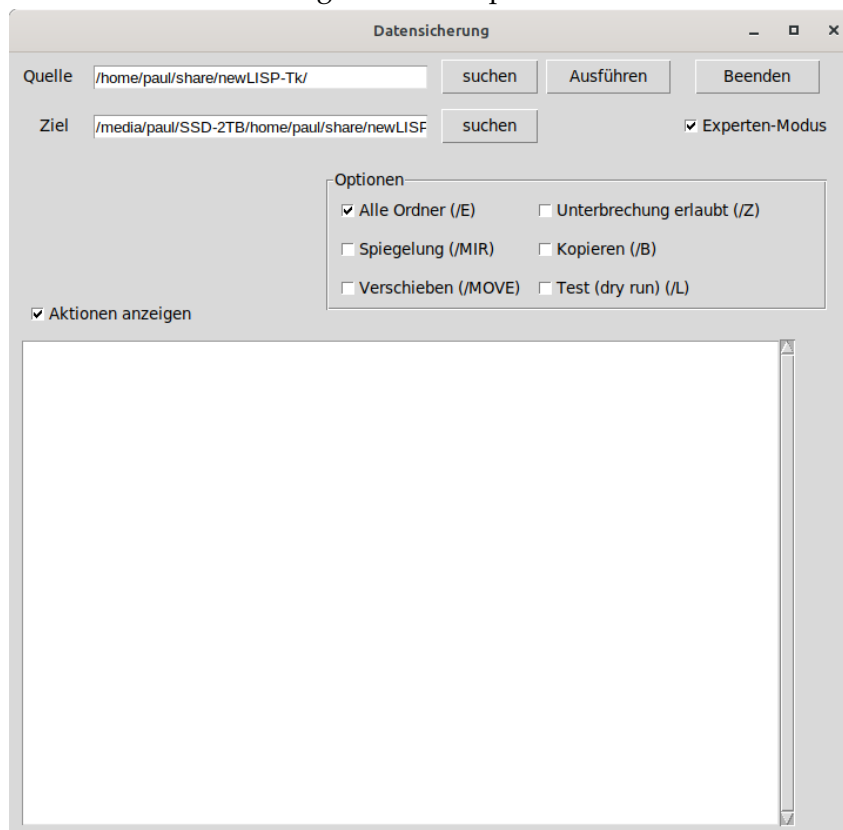 Datensicherung
Quelle /home/paul/share/newLISP-Tk/ suchen Ausführen Beenden
Ziel /media/paul/SSD-2TB/home/paul/share/newLISP suchen Experten-Modus
Optionen
Alle Ordner (/E) Unterbrechung erlaubt (/Z)
Spiegelung (/MIR) Kopieren (/B)
Verschieben (/MOVE) Test (dry run) (/L)
Aktionen anzeigen